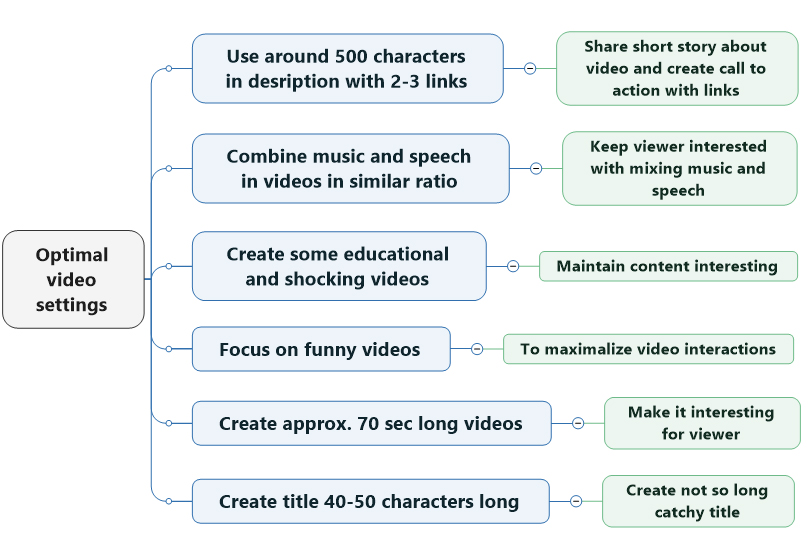 Optimal
video
settings
Use around 500 characters
in desription with 2-3 links
Share short story about
video and create call to
action with links
Combine music and speech
in videos in similar ratio
Keep viewer interested
with mixing music and
speech
Create some educational
and shocking videos
Maintain content interesting
Focus on funny videos
To maximalize video interactions
Create approx. 70 sec long videos
Make it interesting
for viewer
Create title 40-50 characters long
Create not so long
catchy title